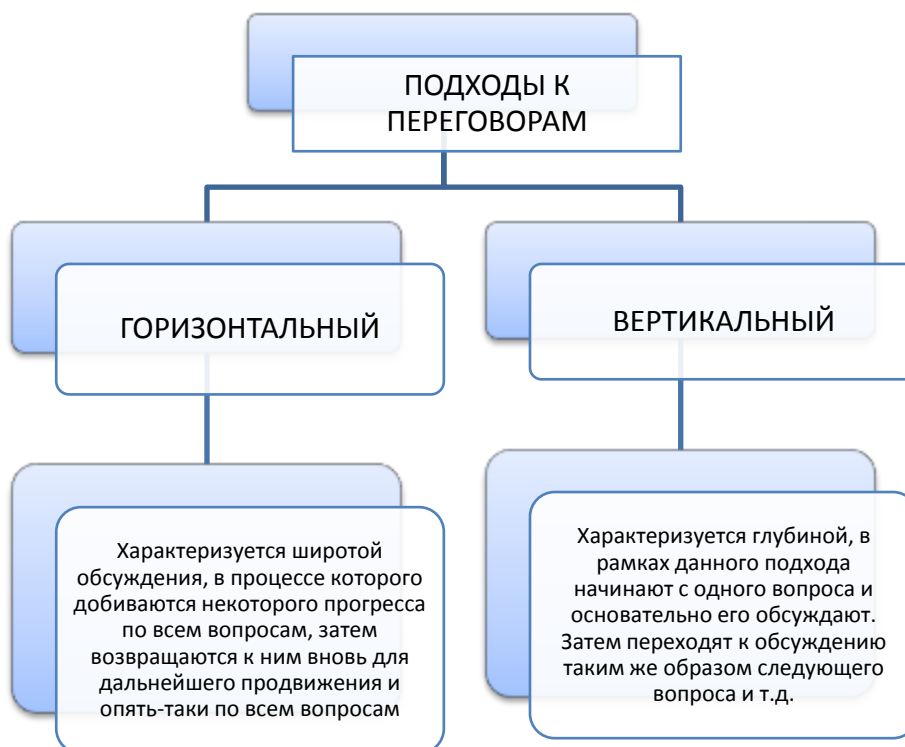 ПОДХОДЫ К
ПЕРЕГОВОРАМ
ГОРИЗОНТАЛЬНЫЙ
ВЕРТИКАЛЬНЫЙ
Характеризуется широтой
обсуждения, в процессе которого
добиваются некоторого прогресса
по всем вопросам, затем
возвращаются к ним вновь для
дальнейшего продвижения и
опять-таки по всем вопросам
Характеризуется глубиной, в
рамках данного подхода
начинают с одного вопроса и
основательно его обсуждают.
Затем переходят к обсуждению
таким же образом следующего
вопроса и т.д.